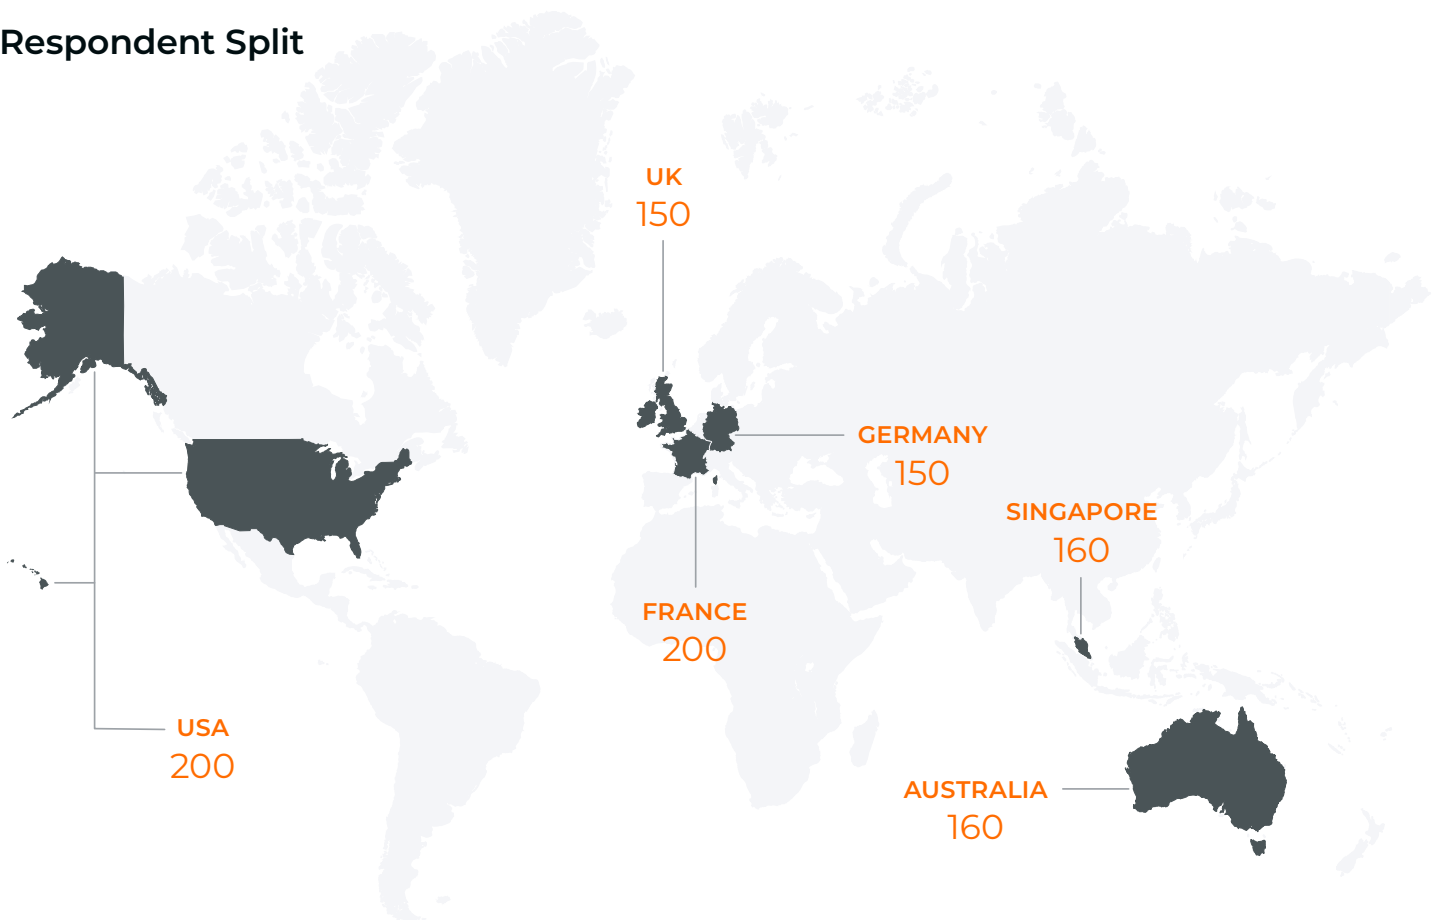 Respondent Split
UK
150
GERMANY
150
SINGAPORE
160
FRANCE
200
USA
200
AUSTRALIA
160